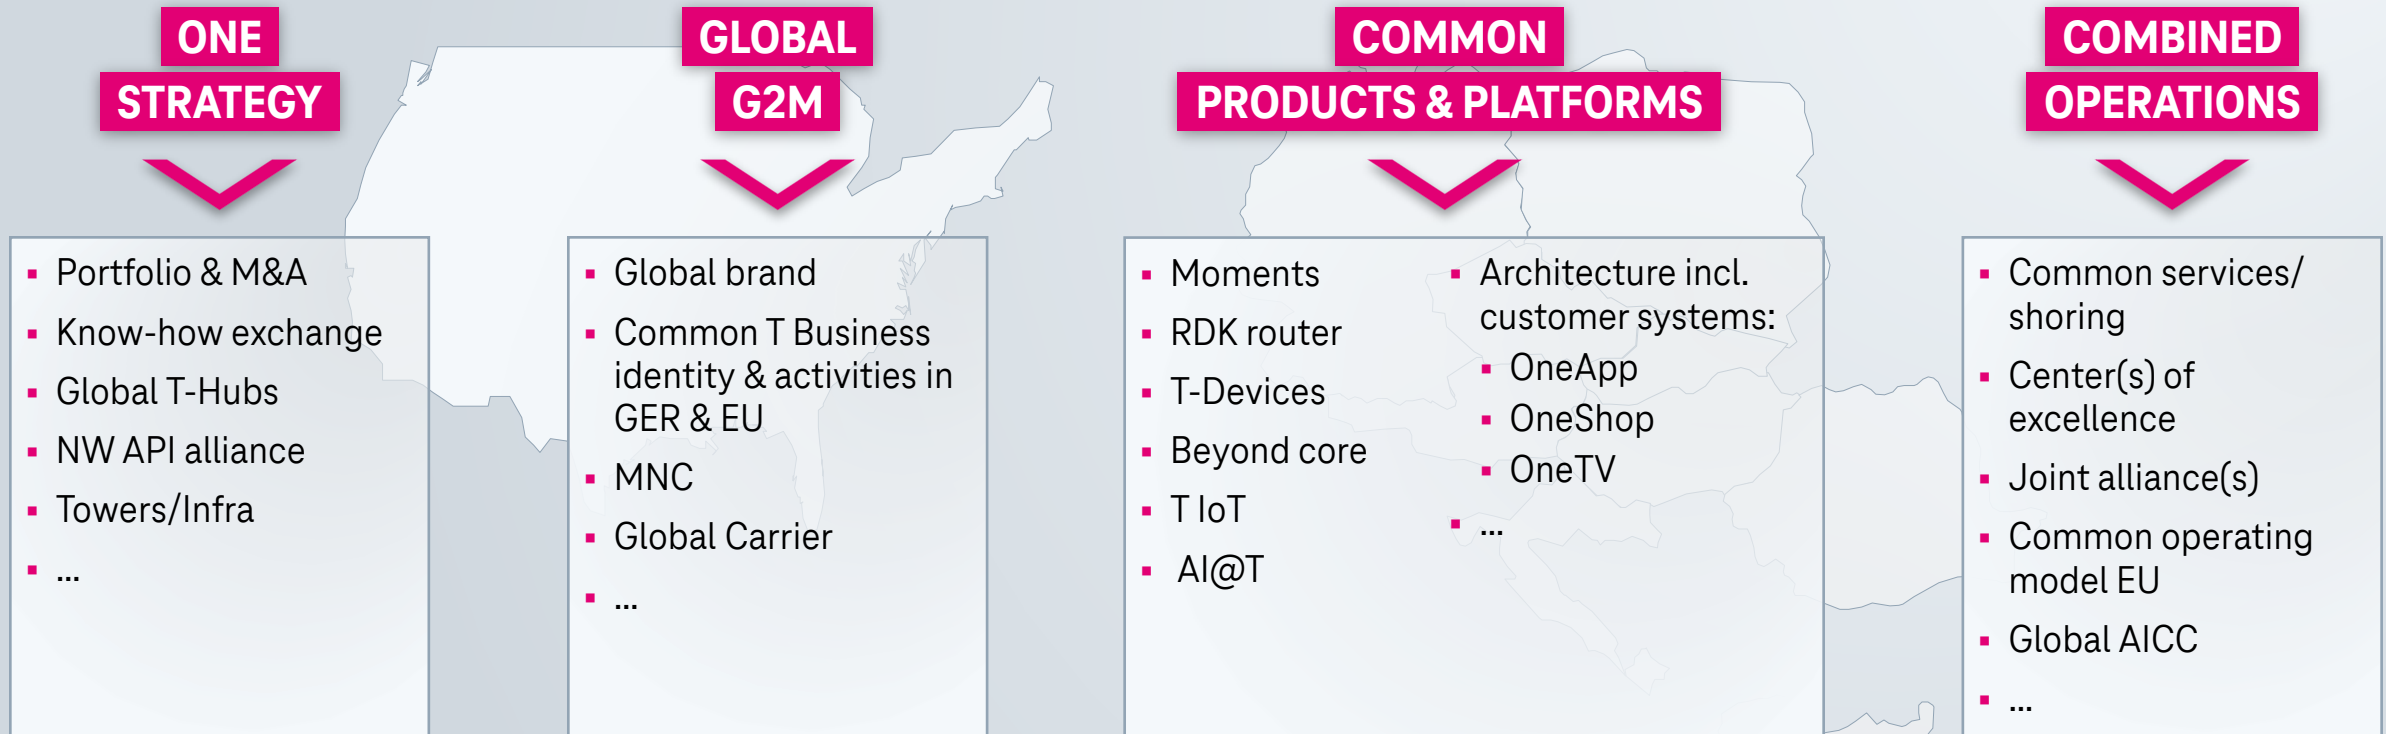 ONE
STRATEGY
Portfolio & M&A
Know-how exchange
Global T-Hubs
NW API alliance
Towers/Infra
...
GLOBAL
G2M
Global brand
Common T Business
identity & activities in
GER & EU
MNC
Global Carrier
...
COMMON
PRODUCTS & PLATFORMS
Moments
RDK router
T-Devices
Beyond core
T IoT
AI@T
Architecture incl.
customer systems:
OneApp
OneShop
OneTV
...
COMBINED
OPERATIONS
Common services/
shoring
Center(s) of
excellence
Joint alliance(s)
Common operating
model EU
Global AICC
...